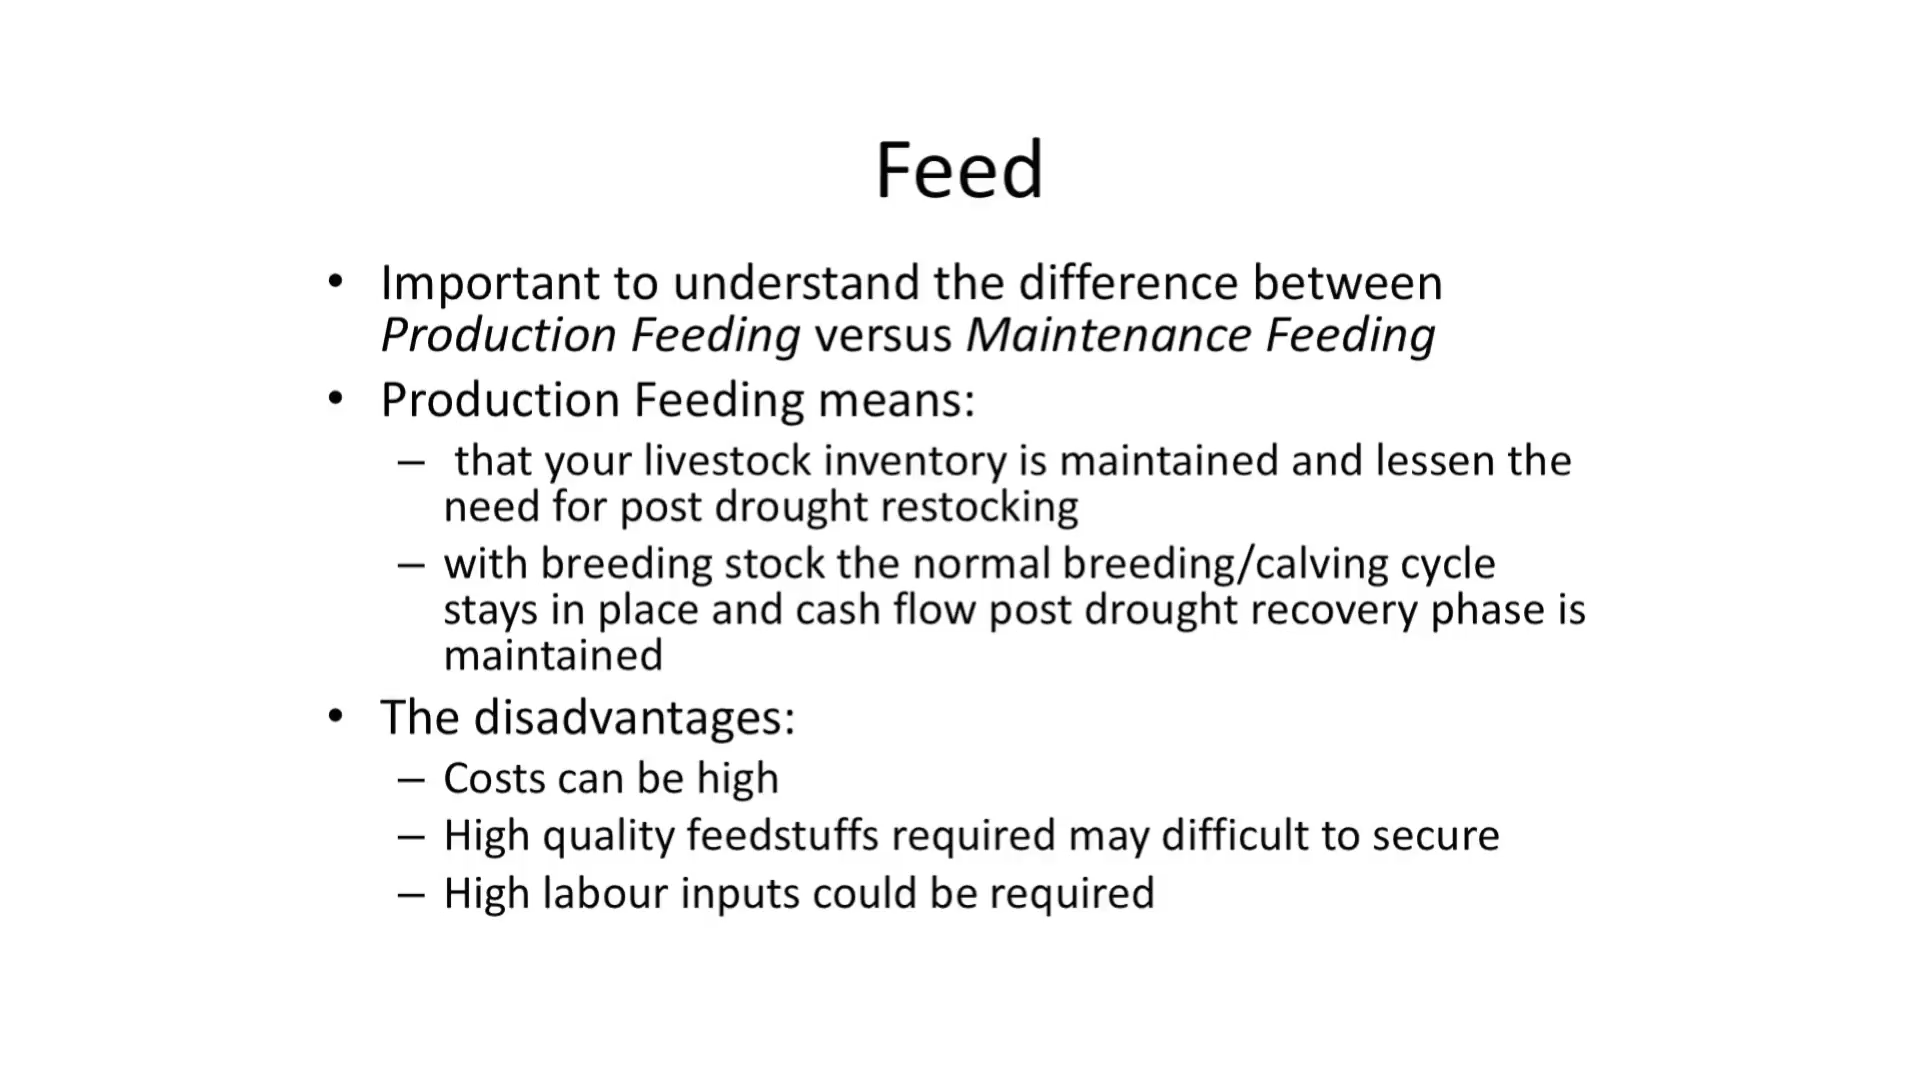 Feed
• Important to understand the difference between
Production Feeding versus Maintenance Feeding
• Production Feeding means:
– that your livestock inventory is maintained and lessen the
need for post drought restocking
– with breeding stock the normal breeding/calving cycle
stays in place and cash flow post drought recovery phase is
maintained
• The disadvantages:
– Costs can be high
– High quality feedstuffs required may difficult to secure
– High labour inputs could be required